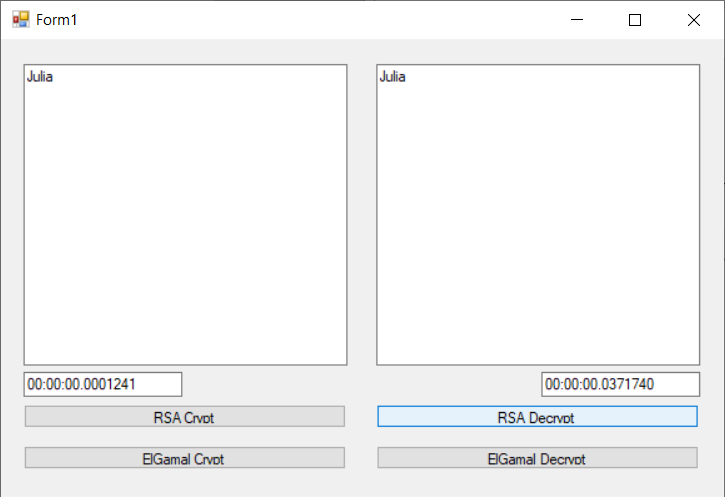 Form1
Julia
Julia
00:00:00.0001241
00:00:00.0371740
RSA Crypt
RSA Decrypt
ElGamal Crypt
ElGamal Decrypt